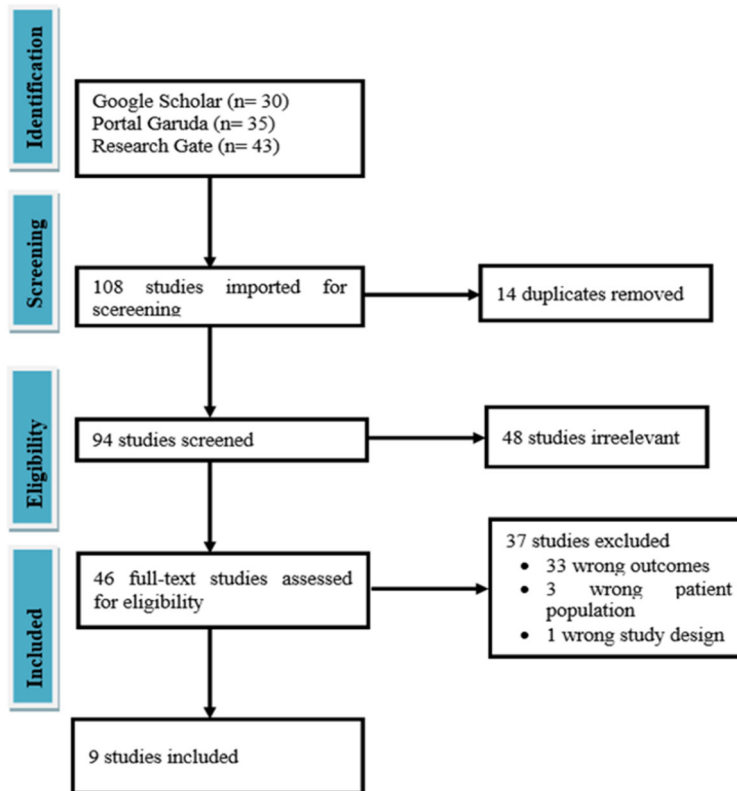 Identification
Google Scholar (n= 30)
Portal Garuda (n= 35)
Research Gate (n= 43)
Screening
108 studies imported for
scereening
14 duplicates removed
Eligibility
94 studies screened
48 studies irreelevant
Included
46 full-text studies assessed
for eligibility
37 studies excluded
• 33 wrong outcomes
• 3 wrong patient
population
• 1 wrong study design
9 studies included